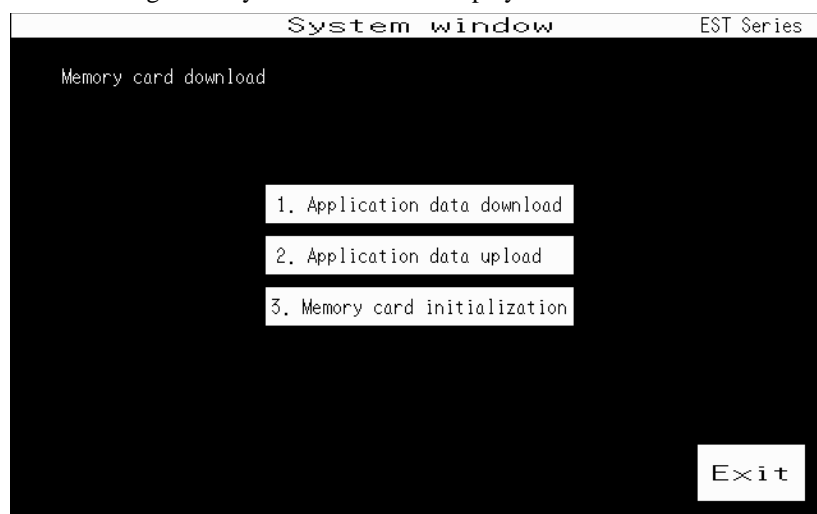 System window EST Series
Memory card download
1. Application data download
2. Application data upload
3. Memory card initialization
Exit